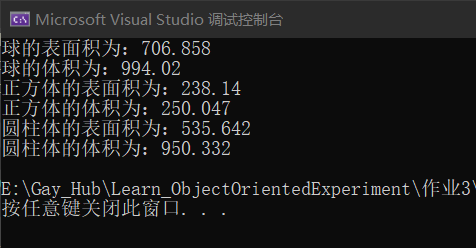 Microsoft Visual Studio 调试控制台
球的表面积为：706.858
球的体积为：994.02
正方体的表面积为：238.14
正方体的体积为：250.047
圆柱体的表面积为：535.642
圆柱体的体积为：950.332
E:\Gay_Hub\Learn_ObjectOrientedExperiment\作业3\
按任意键关闭此窗口. . .